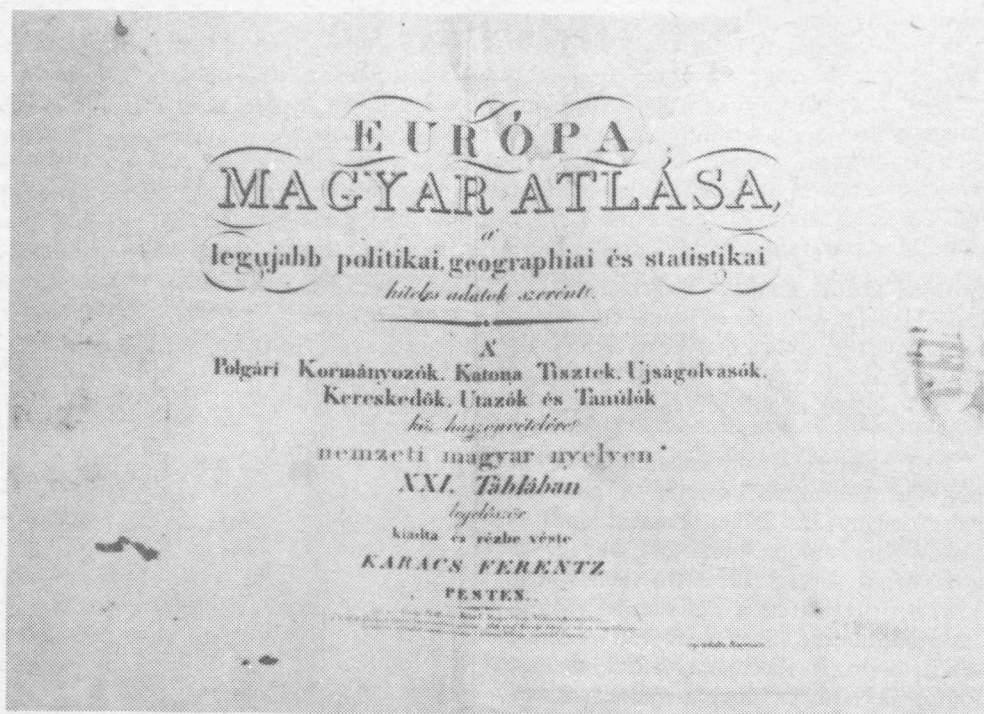 EURÓPA
MAGYAR ATLÁSA,
a'
legujabb politikai, geographiai és statistikai
hiteles adatok szerént.
A'
Polgári Kormányozók, Katona Tisztek, Ujságolvasók,
Kereskedők, Utazók és Tanúlók
köz haszonvételére
nemzeti magyar nyelven
XXI. Táblában
legelőször
kiadta és rézbe véste
KARACS FERENTZ
PESTEN.